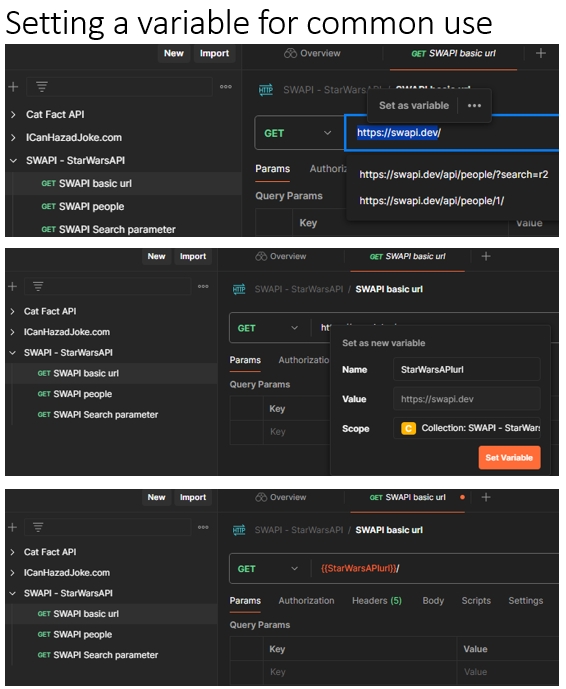 Setting a variable for common use
New Import Overview GET SWAPI basic url
HTTP SWAPI - StarWarsAPI / SWAPI basic url
Set as variable
Cat Fact API
GET https://swapi.dev/
ICanHazadJoke.com
SWAPI - StarWarsAPI Params Authoriz
https://swapi.dev/api/people/?search=r2
GET SWAPI basic url Query Params
https://swapi.dev/api/people/1/
GET SWAPI people
Key Value
GET SWAPI Search parameter
New Import Overview GET SWAPI basic url
HTTP SWAPI - StarWarsAPI / SWAPI basic url
Cat Fact API
GET
ICanHazadJoke.com
Set as new variable
SWAPI - StarWarsAPI Params Authorizatio
Name StarWarsAPIurl
GET SWAPI basic url Query Params
GET SWAPI people Key
Value https://swapi.dev
GET SWAPI Search parameter
Key
Scope C Collection: SWAPI - StarWars
Set Variable
New Import Overview GET SWAPI basic url
HTTP SWAPI - StarWarsAPI / SWAPI basic url
Cat Fact API
GET {{StarWarsAPIurl}}/
ICanHazadJoke.com
SWAPI - StarWarsAPI Params Authorization Headers (5) Body Scripts Settings
GET SWAPI basic url Query Params
GET SWAPI people Key Value
GET SWAPI Search parameter
Key Value